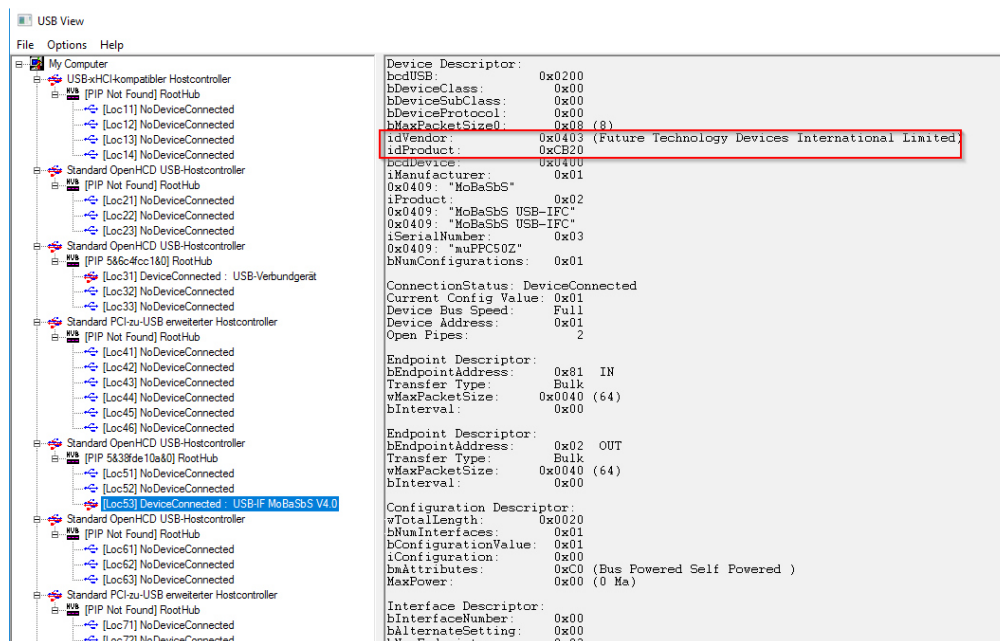 USB View
File Options Help
My Computer
USB-xHCI-kompatibler Hostcontroller
[PIP Not Found] RootHub
[Loc11] NoDeviceConnected
[Loc12] NoDeviceConnected
[Loc13] NoDeviceConnected
[Loc14] NoDeviceConnected
Standard OpenHCD USB-Hostcontroller
[PIP Not Found] RootHub
[Loc21] NoDeviceConnected
[Loc22] NoDeviceConnected
[Loc23] NoDeviceConnected
Standard OpenHCD USB-Hostcontroller
[PIP 5&6c4fcc1&0] RootHub
[Loc31] DeviceConnected : USB-Verbundgerät
[Loc32] NoDeviceConnected
[Loc33] NoDeviceConnected
Standard PCI-zu-USB erweiterter Hostcontroller
[PIP Not Found] RootHub
[Loc41] NoDeviceConnected
[Loc42] NoDeviceConnected
[Loc43] NoDeviceConnected
[Loc44] NoDeviceConnected
[Loc45] NoDeviceConnected
[Loc46] NoDeviceConnected
Standard OpenHCD USB-Hostcontroller
[PIP 5&38fde10a&0] RootHub
[Loc51] NoDeviceConnected
[Loc52] NoDeviceConnected
[Loc53] DeviceConnected : USB-IF MoBaSbS V4.0
Standard OpenHCD USB-Hostcontroller
[PIP Not Found] RootHub
[Loc61] NoDeviceConnected
[Loc62] NoDeviceConnected
[Loc63] NoDeviceConnected
Standard PCI-zu-USB erweiterter Hostcontroller
[PIP Not Found] RootHub
[Loc71] NoDeviceConnected
[Loc72] NoDeviceConnected
Device Descriptor:
bcdUSB: 0x0200
bDeviceClass: 0x00
bDeviceSubClass: 0x00
bDeviceProtocol: 0x00
bMaxPacketSize0: 0x08 (8)
idVendor: 0x0403 (Future Technology Devices International Limited)
idProduct: 0xCB20
bcdDevice: 0x0400
iManufacturer: 0x01
0x0409: "MoBaSbS"
iProduct: 0x02
0x0409: "MoBaSbS USB-IFC"
0x0409: "MoBaSbS USB-IFC"
iSerialNumber: 0x03
0x0409: "muPPC50Z"
bNumConfigurations: 0x01
ConnectionStatus: DeviceConnected
Current Config Value: 0x01
Device Bus Speed: Full
Device Address: 0x01
Open Pipes: 2
Endpoint Descriptor:
bEndpointAddress: 0x81 IN
Transfer Type: Bulk
wMaxPacketSize: 0x0040 (64)
bInterval: 0x00
Endpoint Descriptor:
bEndpointAddress: 0x02 OUT
Transfer Type: Bulk
wMaxPacketSize: 0x0040 (64)
bInterval: 0x00
Configuration Descriptor:
wTotalLength: 0x0020
bNumInterfaces: 0x01
bConfigurationValue: 0x01
iConfiguration: 0x00
bmAttributes: 0xC0 (Bus Powered Self Powered )
MaxPower: 0x00 (0 Ma)
Interface Descriptor:
bInterfaceNumber: 0x00
bAlternateSetting: 0x00